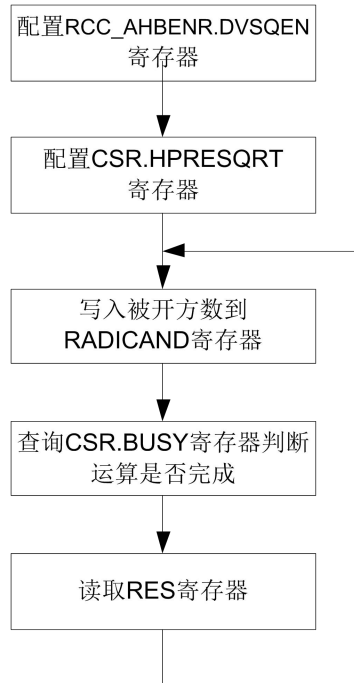 配置RCC_AHBENR.DVSQEN
寄存器
配置CSR.HPRESQRT
寄存器
写入被开方数到
RADICAND寄存器
查询CSR.BUSY寄存器判断
运算是否完成
读取RES寄存器